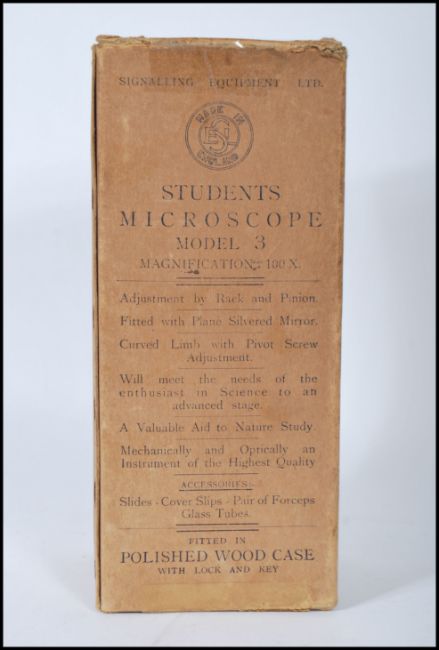 SIGNALLING EQUIPMENT LTD.
MADE IN
SEL
ENGLAND
STUDENTS
MICROSCOPE
MODEL 3
MAGNIFICATION:- 100 X.
Adjustment by Rack and Pinion.
Fitted with Plane Silvered Mirror.
Curved Limb with Pivot Screw
Adjustment.
Will meet the needs of the
enthusiast in Science to an
advanced stage.
A Valuable Aid to Nature Study.
Mechanically and Optically an
Instrument of the Highest Quality
ACCESSORIES:-
Slides - Cover Slips - Pair of Forceps
Glass Tubes.
FITTED IN
POLISHED WOOD CASE
WITH LOCK AND KEY